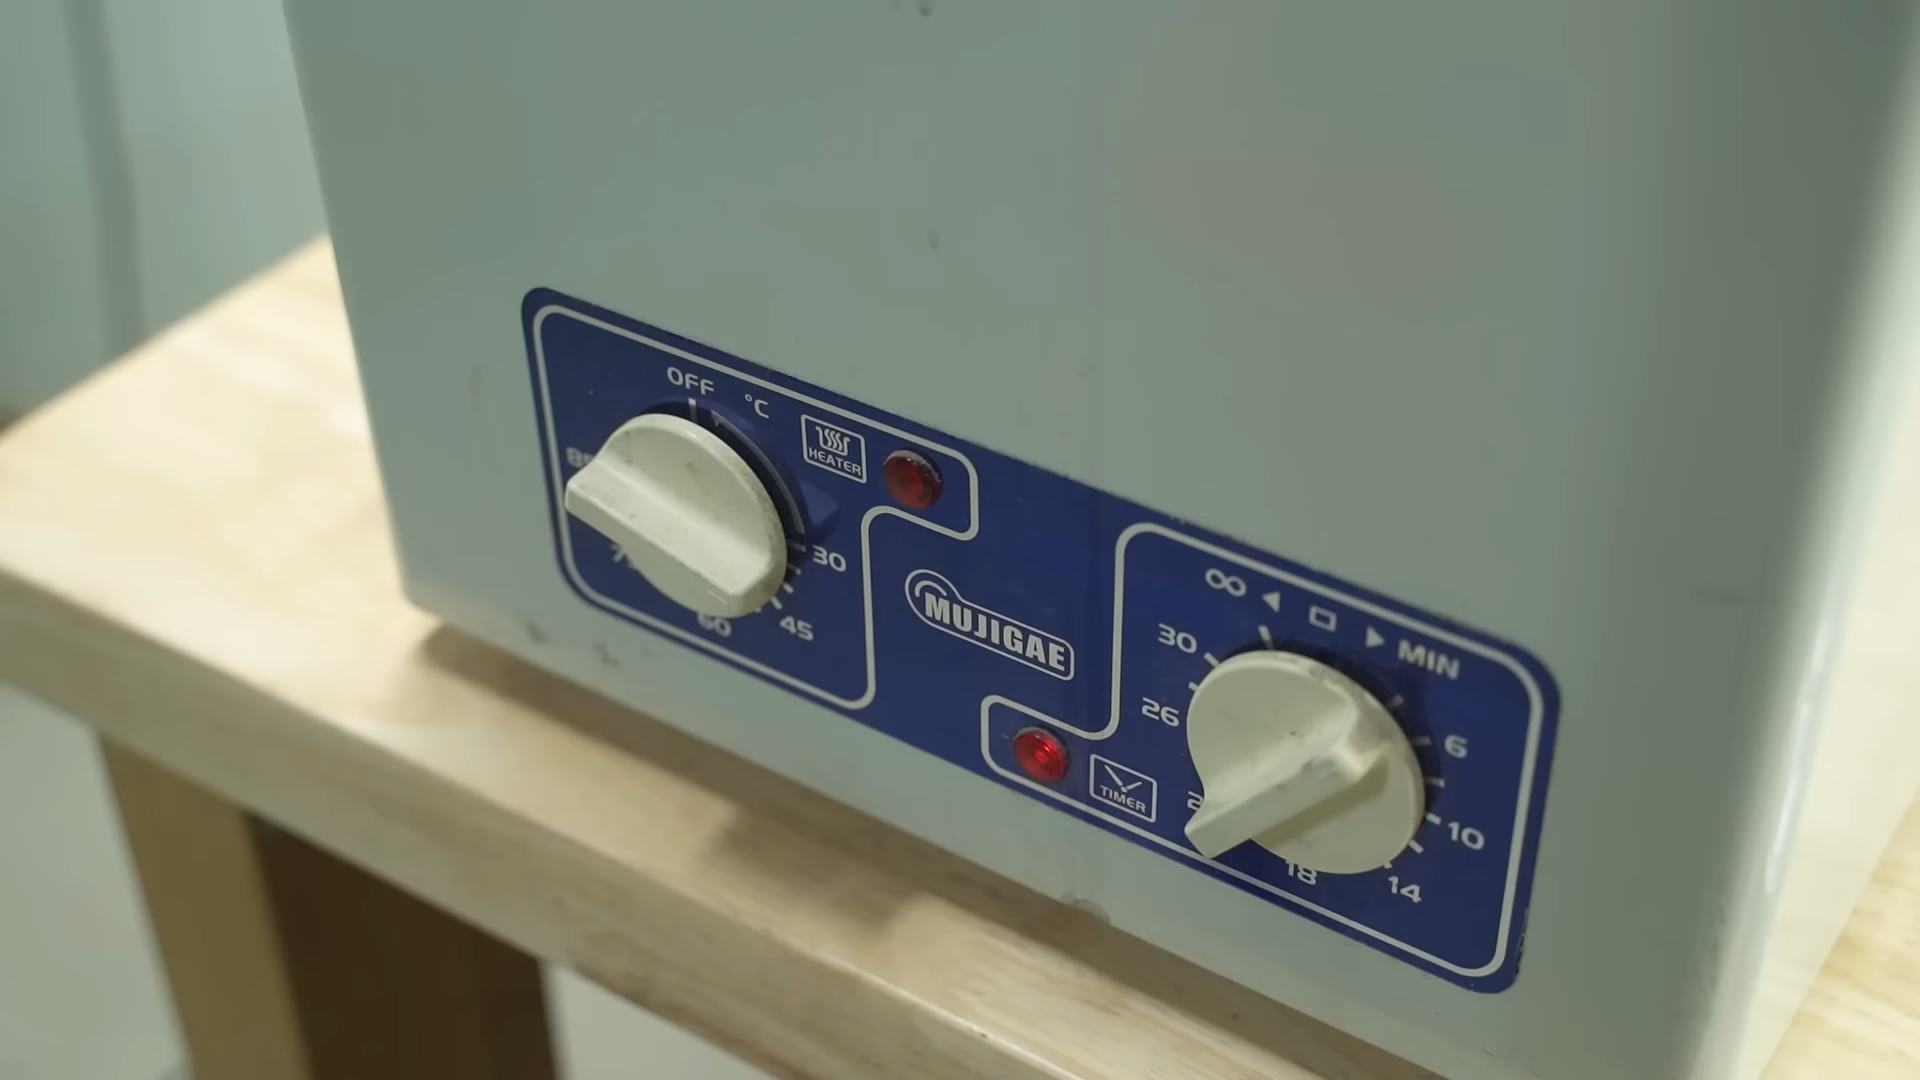 OFF
°C
HEATER
30
45
60
MUJIGAE
∞ ◀ □ ▶ MIN
30
26
6
10
14
18
TIMER